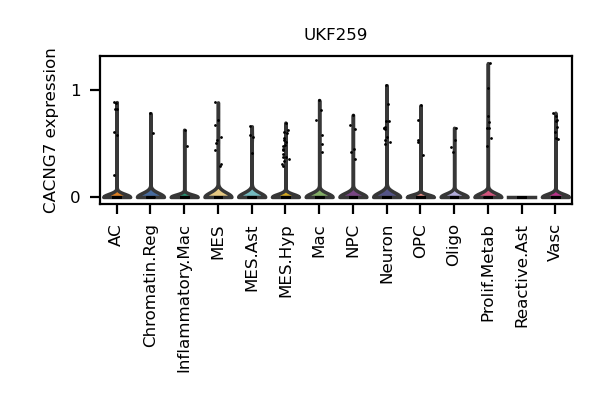 UKF259
CACNG7 expression
1
0
AC
Chromatin.Reg
Inflammatory.Mac
MES
MES.Ast
MES.Hyp
Mac
NPC
Neuron
OPC
Oligo
Prolif.Metab
Reactive.Ast
Vasc